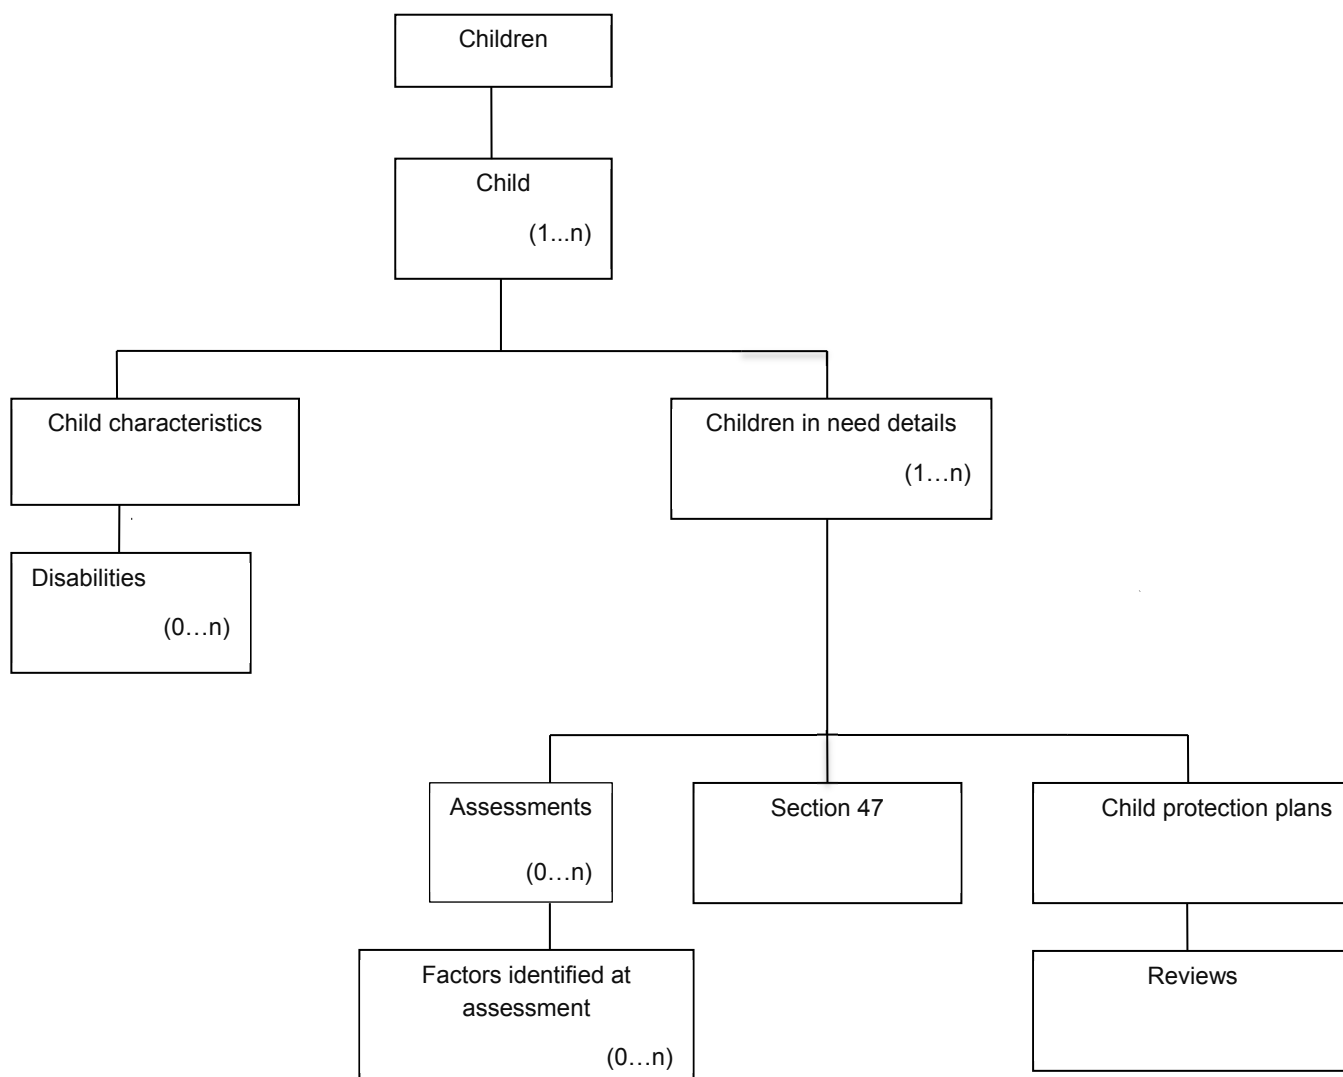 Children
Child
(1...n)
Child characteristics
Children in need details
(1…n)
Disabilities
(0…n)
Assessments
(0…n)
Section 47
Child protection plans
Factors identified at
assessment
(0…n)
Reviews